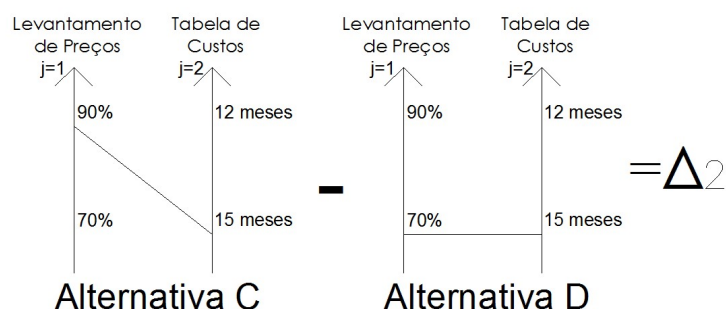 Levantamento de Preços
j=1
Tabela de Custos
j=2
90%
12 meses
70%
15 meses
Alternativa C
-
Levantamento de Preços
j=1
Tabela de Custos
j=2
90%
12 meses
70%
15 meses
Alternativa D
=Δ2